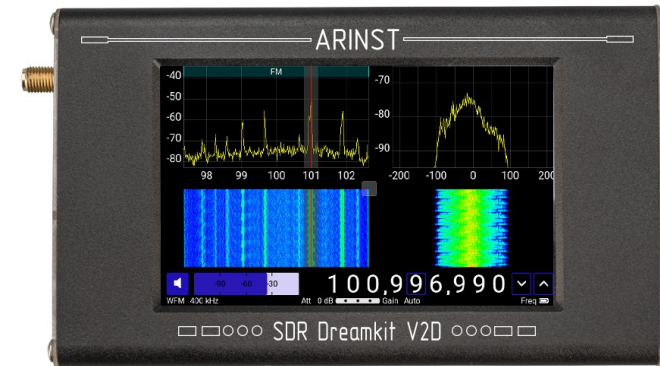 ARINST
FM
-40
-50
-60
-70
-80
98 99 100 101 102
-70
-80
-90
-200 -100 0 100 200
-90 -60 -30
100,996,990
WFM 400 kHz Att 0 dB Gain Auto Freq
SDR Dreamkit V2D